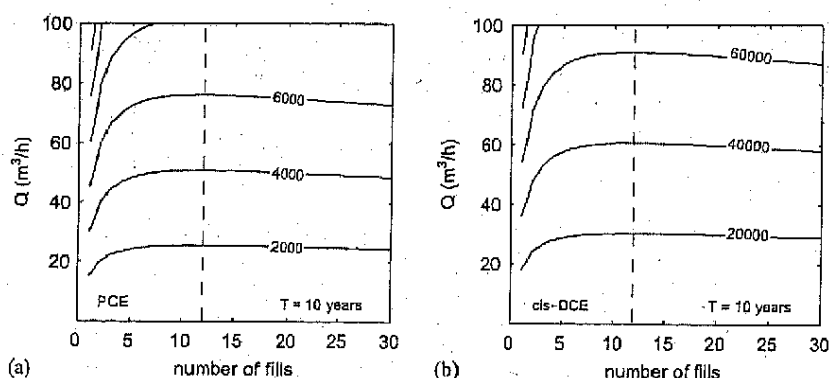 100
80
60
40
20
Q (m³/h)
6000
4000
2000
PCE
T = 10 years
0 5 10 15 20 25 30
number of fills
(a)
100
80
60
40
20
Q (m³/h)
60000
40000
20000
cis-DCE
T = 10 years
0 5 10 15 20 25 30
number of fills
(b)